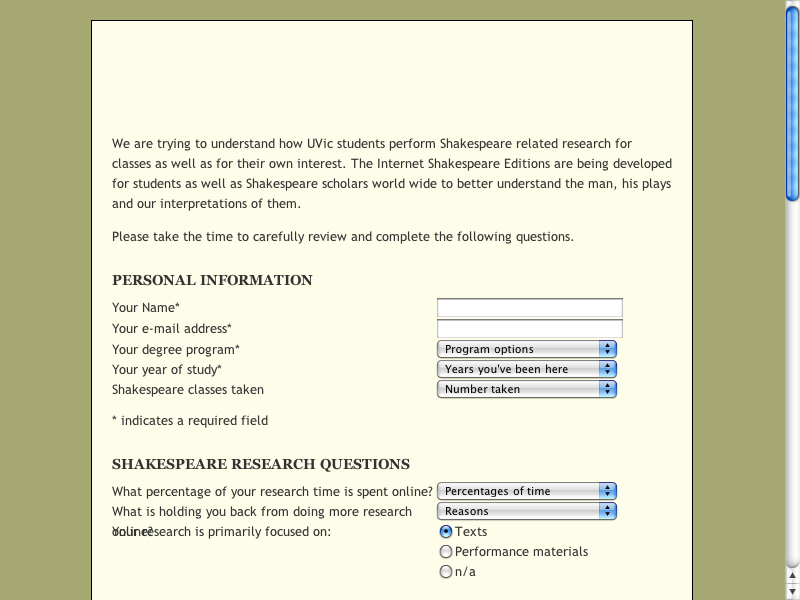 We are trying to understand how UVic students perform Shakespeare related research for
classes as well as for their own interest. The Internet Shakespeare Editions are being developed
for students as well as Shakespeare scholars world wide to better understand the man, his plays
and our interpretations of them.
Please take the time to carefully review and complete the following questions.
PERSONAL INFORMATION
Your Name*
Your e-mail address*
Your degree program* Program options
Your year of study* Years you've been here
Shakespeare classes taken Number taken
* indicates a required field
SHAKESPEARE RESEARCH QUESTIONS
What percentage of your research time is spent online? Percentages of time
What is holding you back from doing more research Reasons
online?
Your research is primarily focused on: Texts
Performance materials
n/a